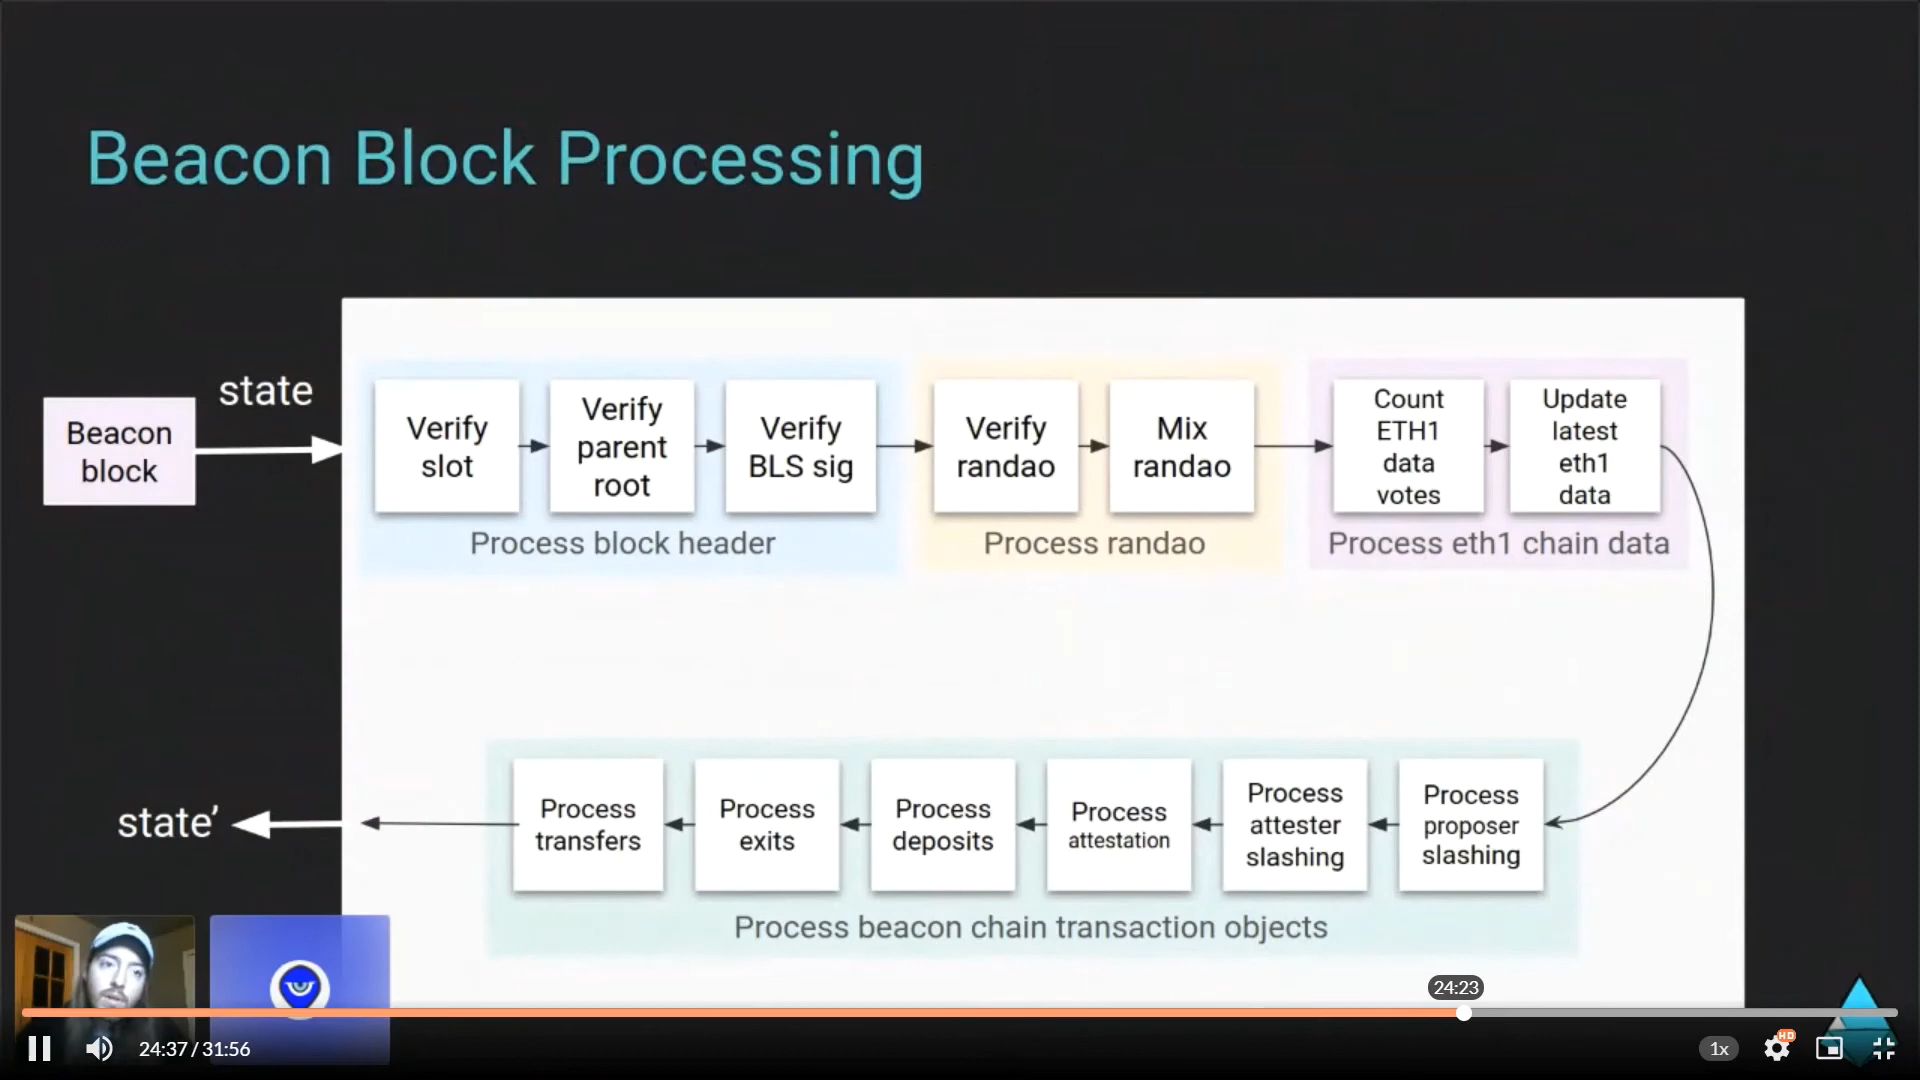 Beacon Block Processing
state
Beacon
block
Verify
slot
Verify
parent
root
Verify
BLS sig
Process block header
Verify
randao
Mix
randao
Process randao
Count
ETH1
data
votes
Update
latest
eth1
data
Process eth1 chain data
state’
Process
transfers
Process
exits
Process
deposits
Process
attestation
Process
attester
slashing
Process
proposer
slashing
Process beacon chain transaction objects
24:23
24:37 / 31:56
1x
HD